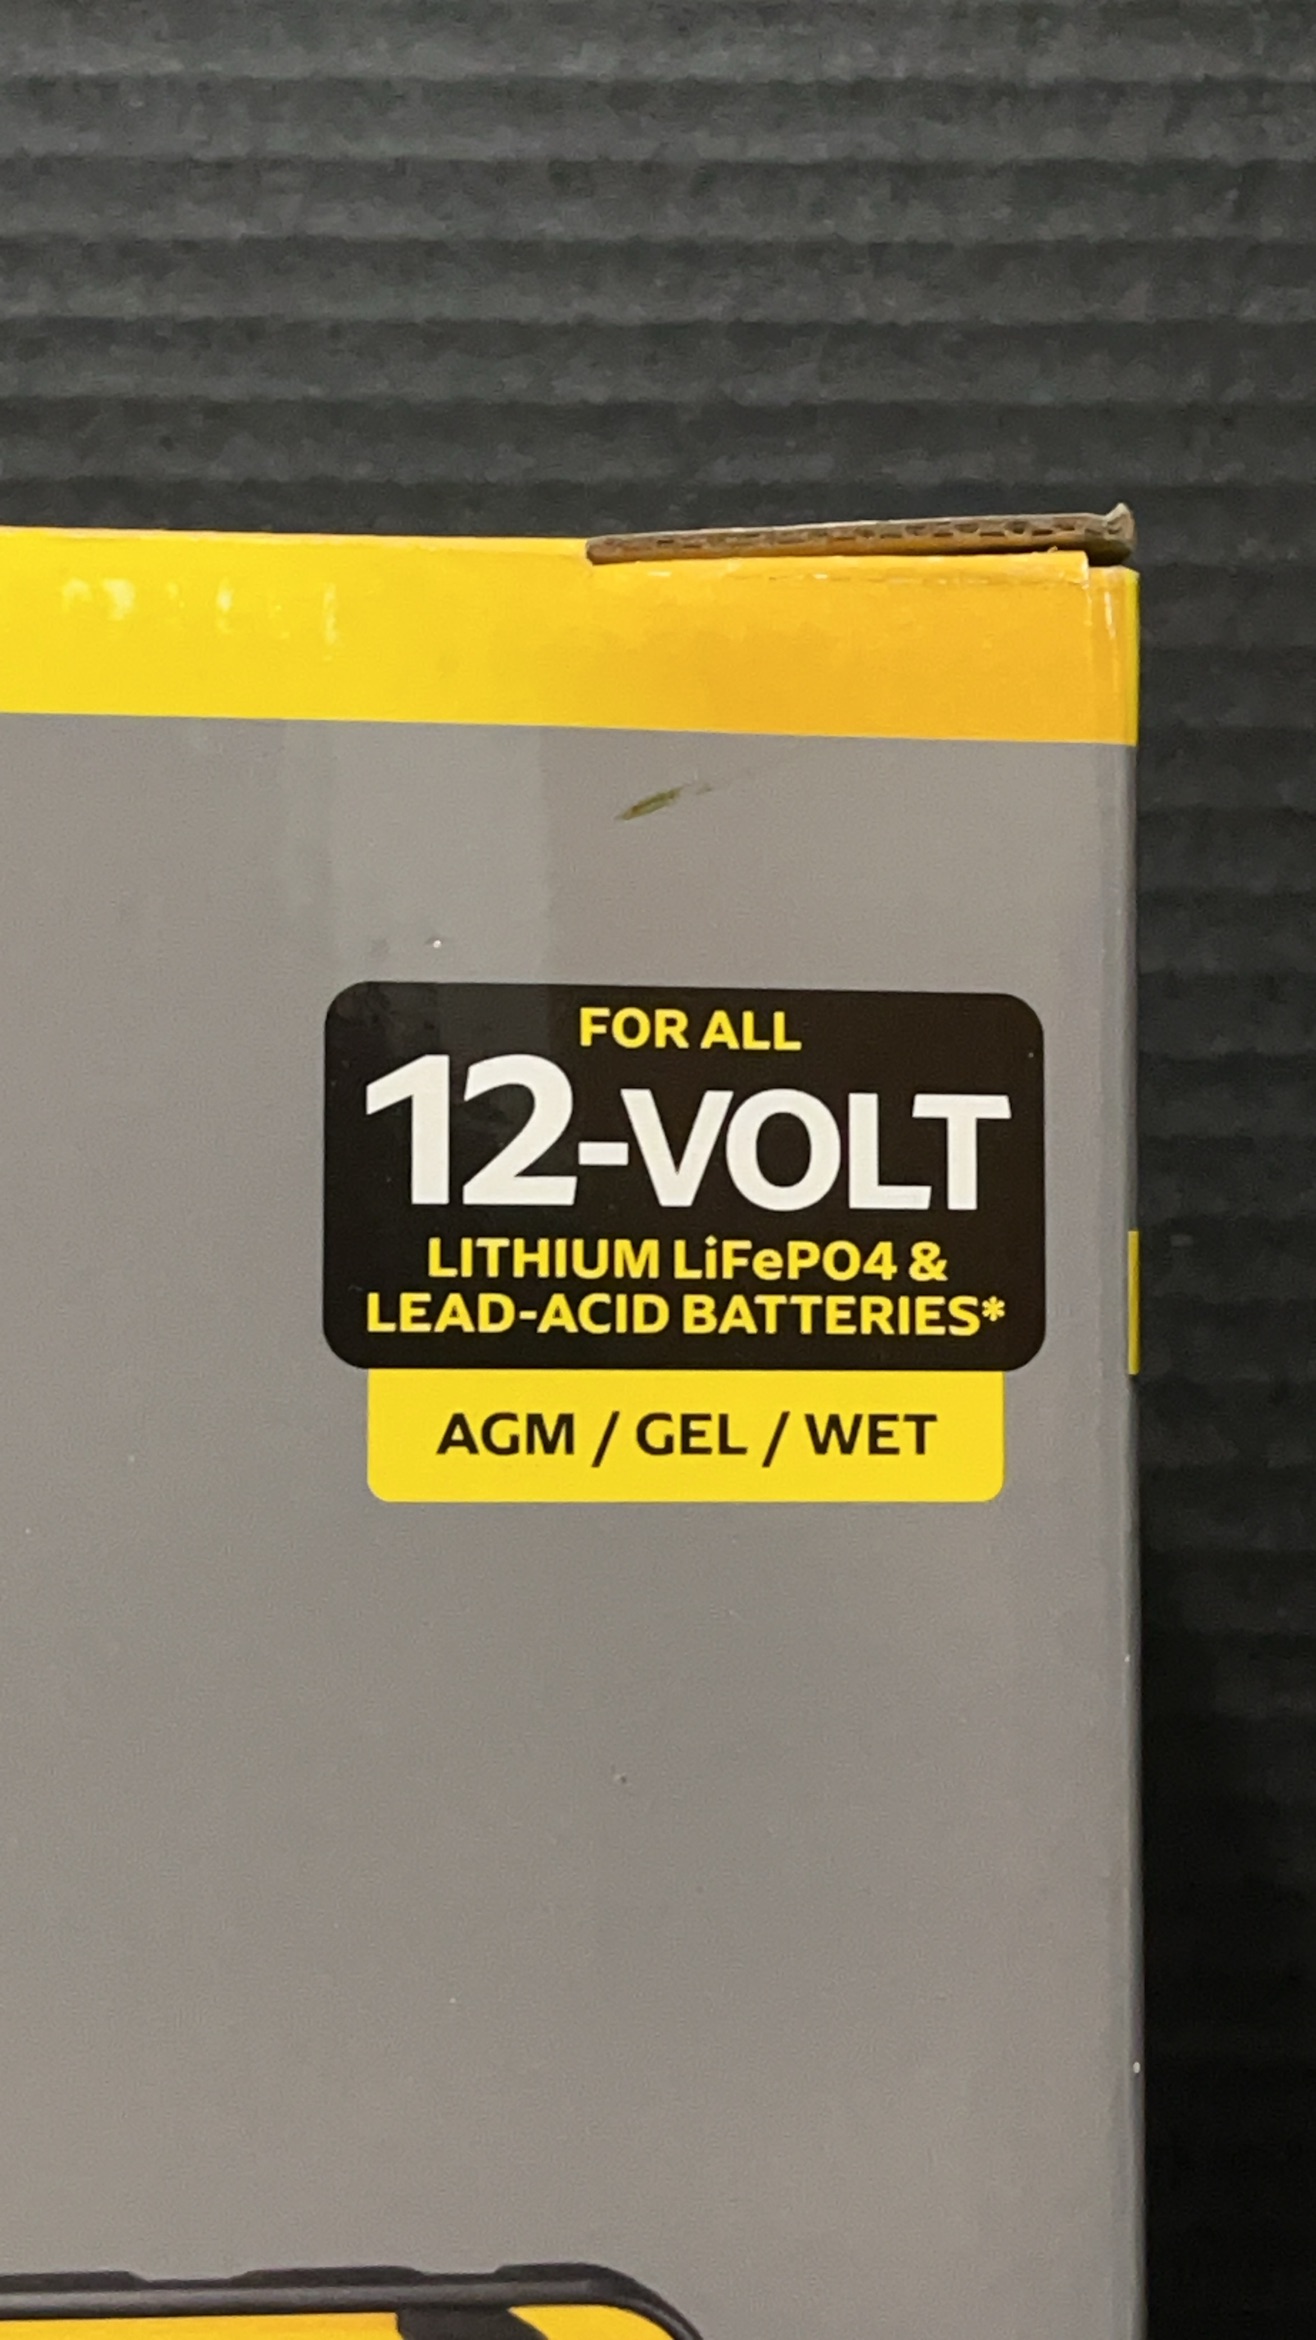 FOR ALL
12-VOLT
LITHIUM LiFePO4 &
LEAD-ACID BATTERIES*
AGM / GEL / WET